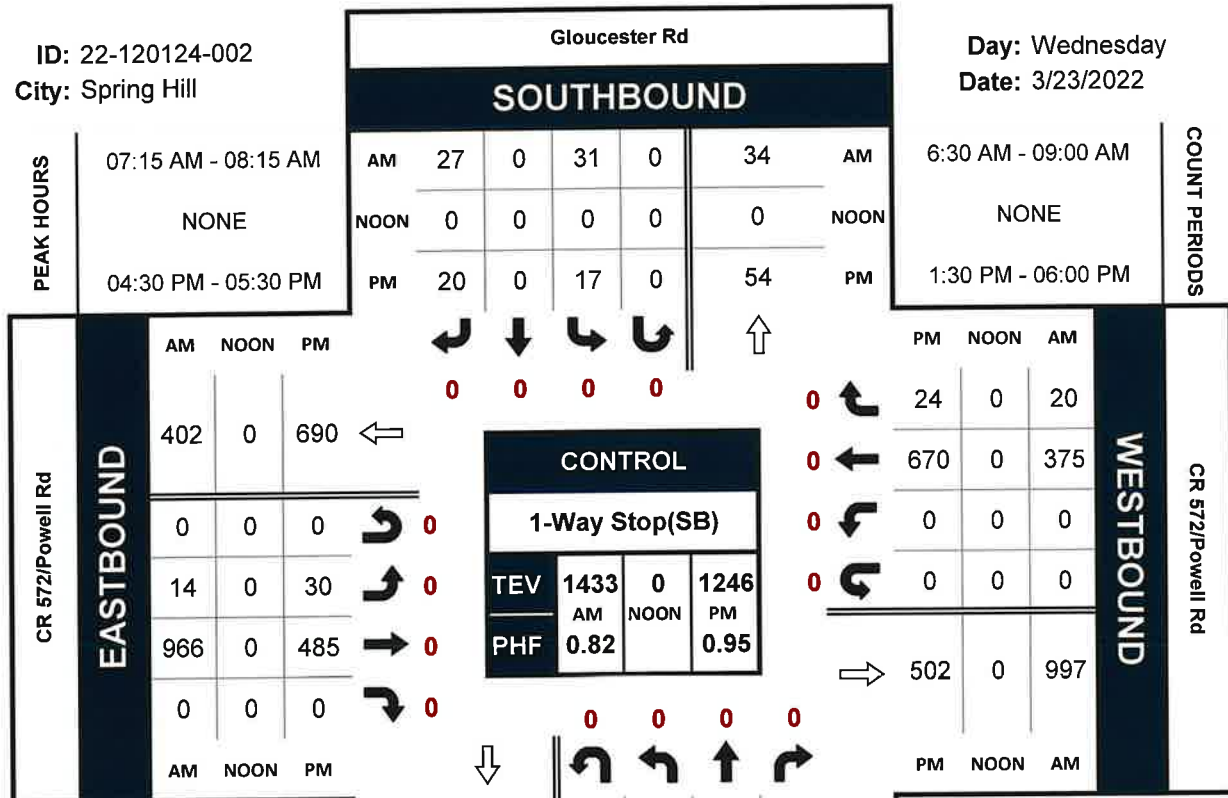 ID: 22-120124-002
City: Spring Hill
Gloucester Rd
Day: Wednesday
Date: 3/23/2022
SOUTHBOUND
PEAK HOURS
07:15 AM - 08:15 AM
NONE
04:30 PM - 05:30 PM
AM 27 0 31 0 34 AM
NOON 0 0 0 0 0 NOON
PM 20 0 17 0 54 PM
6:30 AM - 09:00 AM
NONE
1:30 PM - 06:00 PM
COUNT PERIODS
0 0 0 0
CR 572/Powell Rd
EASTBOUND
AM NOON PM
402 0 690
0 0 0 0
14 0 30 0
966 0 485 0
0 0 0 0
AM NOON PM
CONTROL
1-Way Stop(SB)
TEV 1433 0 1246
AM NOON PM
PHF 0.82 0.95
PM NOON AM
0 24 0 20
0 670 0 375
0 0 0 0
0 0 0 0
502 0 997
PM NOON AM
WESTBOUND
CR 572/Powell Rd
0 0 0 0